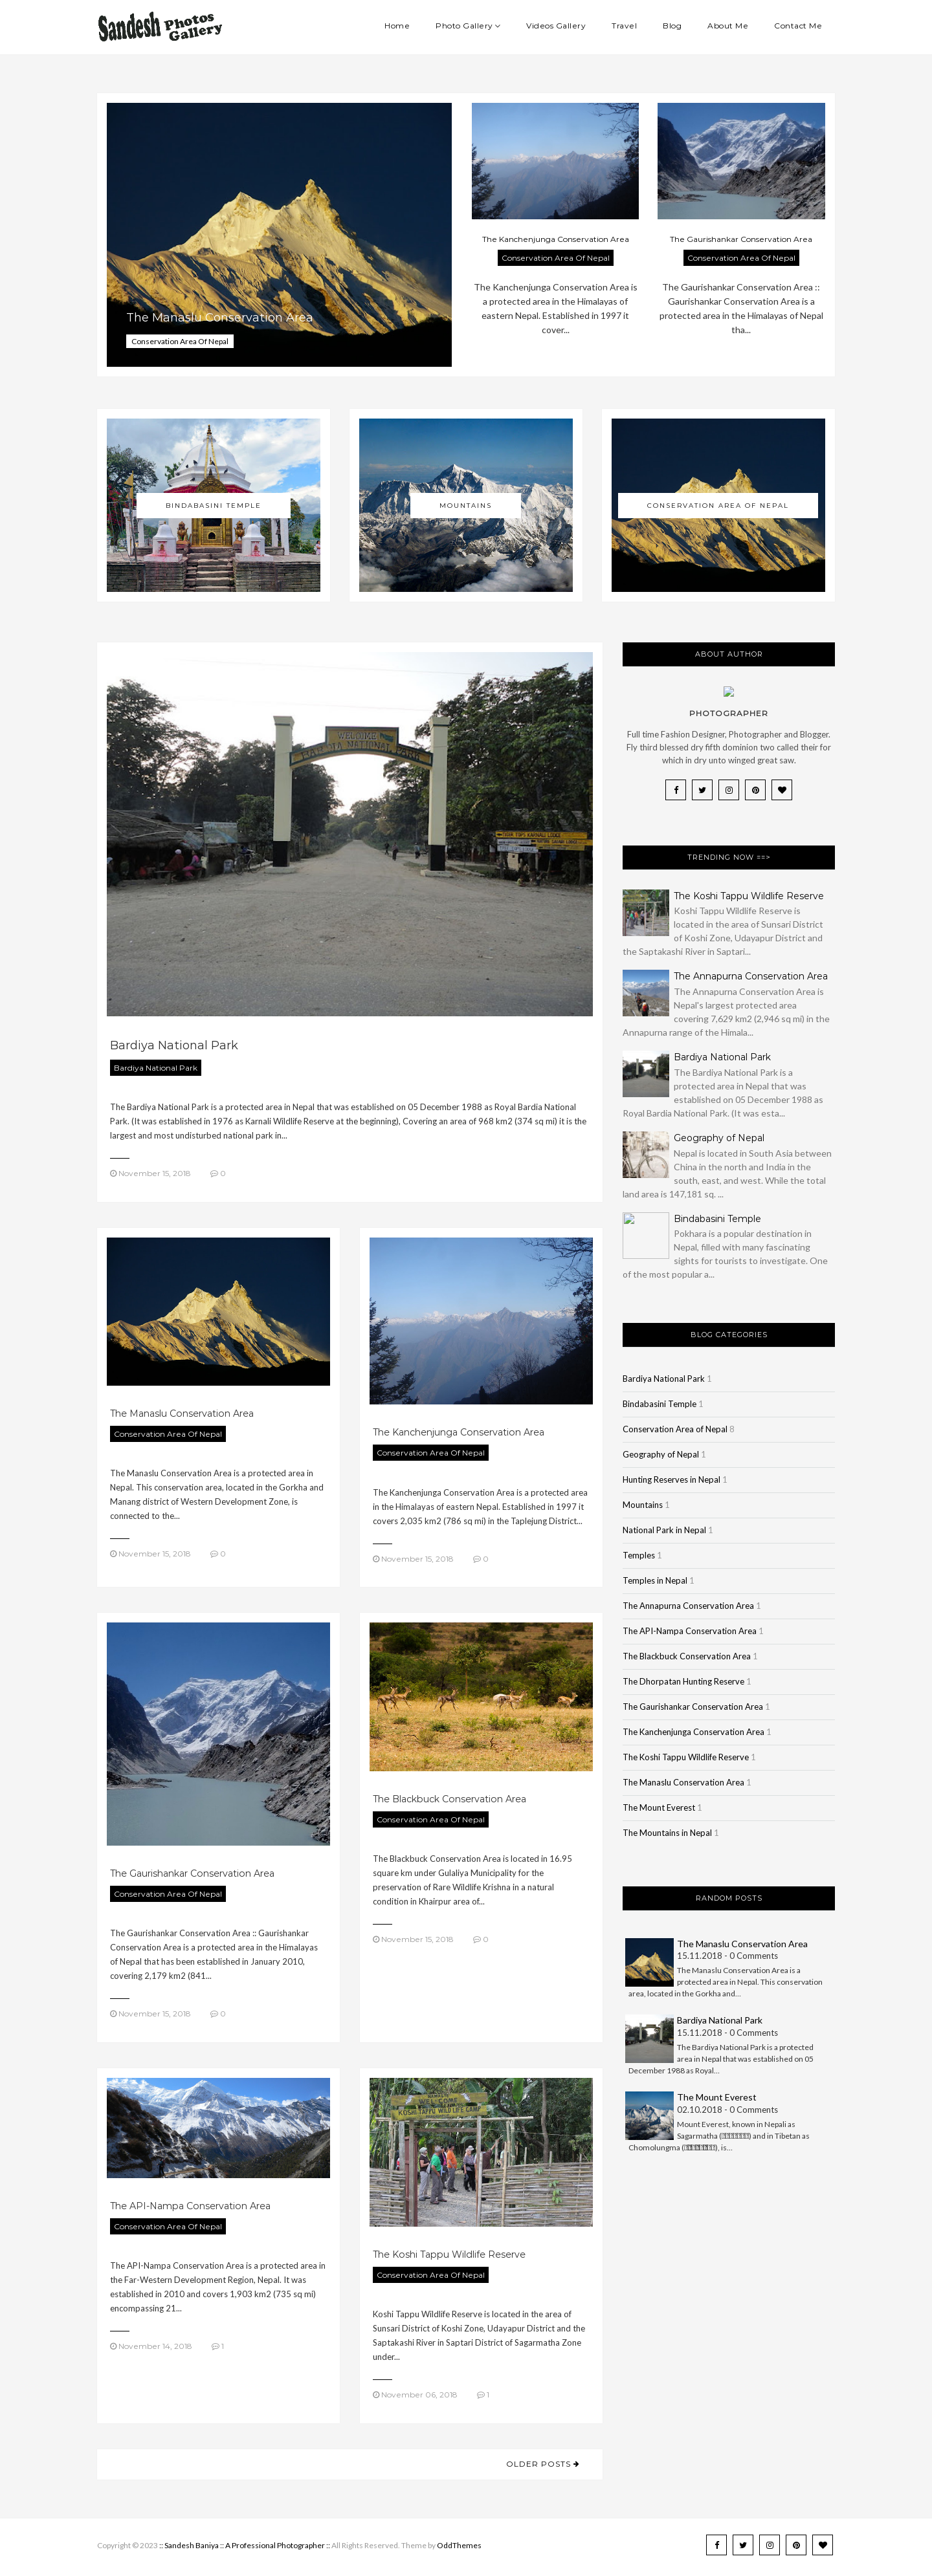 Sandesh Photos Gallery
Home
Photo Gallery
Videos Gallery
Travel
Blog
About Me
Contact Me
The Manaslu Conservation Area
Conservation Area Of Nepal
The Kanchenjunga Conservation Area
Conservation Area Of Nepal
The Kanchenjunga Conservation Area is
a protected area in the Himalayas of
eastern Nepal. Established in 1997 it
cover...
The Gaurishankar Conservation Area
Conservation Area Of Nepal
The Gaurishankar Conservation Area ::
Gaurishankar Conservation Area is a
protected area in the Himalayas of Nepal
tha...
BINDABASINI TEMPLE
MOUNTAINS
CONSERVATION AREA OF NEPAL
WELCOME
BARDIA NATIONAL PARK
Bardiya National Park
Bardiya National Park
The Bardiya National Park is a protected area in Nepal that was established on 05 December 1988 as Royal Bardia National
Park. (It was established in 1976 as Karnali Wildlife Reserve at the beginning), Covering an area of 968 km2 (374 sq mi) it is the
largest and most undisturbed national park in...
November 15, 2018 0
The Manaslu Conservation Area
Conservation Area Of Nepal
The Manaslu Conservation Area is a protected area in
Nepal. This conservation area, located in the Gorkha and
Manang district of Western Development Zone, is
connected to the...
November 15, 2018 0
The Kanchenjunga Conservation Area
Conservation Area Of Nepal
The Kanchenjunga Conservation Area is a protected area
in the Himalayas of eastern Nepal. Established in 1997 it
covers 2,035 km2 (786 sq mi) in the Taplejung District...
November 15, 2018 0
The Gaurishankar Conservation Area
Conservation Area Of Nepal
The Gaurishankar Conservation Area :: Gaurishankar
Conservation Area is a protected area in the Himalayas
of Nepal that has been established in January 2010,
covering 2,179 km2 (841...
November 15, 2018 0
The Blackbuck Conservation Area
Conservation Area Of Nepal
The Blackbuck Conservation Area is located in 16.95
square km under Gulaliya Municipality for the
preservation of Rare Wildlife Krishna in a natural
condition in Khairpur area of...
November 15, 2018 0
The API-Nampa Conservation Area
Conservation Area Of Nepal
The API-Nampa Conservation Area is a protected area in
the Far-Western Development Region, Nepal. It was
established in 2010 and covers 1,903 km2 (735 sq mi)
encompassing 21...
November 14, 2018 1
WELCOME
KOSHI TAPPU WILDLIFE CAMP
The Koshi Tappu Wildlife Reserve
Conservation Area Of Nepal
Koshi Tappu Wildlife Reserve is located in the area of
Sunsari District of Koshi Zone, Udayapur District and the
Saptakashi River in Saptari District of Sagarmatha Zone
under...
November 06, 2018 1
OLDER POSTS
ABOUT AUTHOR
PHOTOGRAPHER
Full time Fashion Designer, Photographer and Blogger.
Fly third blessed dry fifth dominion two called their for
which in dry unto winged great saw.
TRENDING NOW ==>
The Koshi Tappu Wildlife Reserve
Koshi Tappu Wildlife Reserve is
located in the area of Sunsari District
of Koshi Zone, Udayapur District and
the Saptakashi River in Saptari...
The Annapurna Conservation Area
The Annapurna Conservation Area is
Nepal's largest protected area
covering 7,629 km2 (2,946 sq mi) in the
Annapurna range of the Himala...
Bardiya National Park
The Bardiya National Park is a
protected area in Nepal that was
established on 05 December 1988 as
Royal Bardia National Park. (It was esta...
Geography of Nepal
Nepal is located in South Asia between
China in the north and India in the
south, east, and west. While the total
land area is 147,181 sq. ...
Bindabasini Temple
Pokhara is a popular destination in
Nepal, filled with many fascinating
sights for tourists to investigate. One
of the most popular a...
BLOG CATEGORIES
Bardiya National Park 1
Bindabasini Temple 1
Conservation Area of Nepal 8
Geography of Nepal 1
Hunting Reserves in Nepal 1
Mountains 1
National Park in Nepal 1
Temples 1
Temples in Nepal 1
The Annapurna Conservation Area 1
The API-Nampa Conservation Area 1
The Blackbuck Conservation Area 1
The Dhorpatan Hunting Reserve 1
The Gaurishankar Conservation Area 1
The Kanchenjunga Conservation Area 1
The Koshi Tappu Wildlife Reserve 1
The Manaslu Conservation Area 1
The Mount Everest 1
The Mountains in Nepal 1
RANDOM POSTS
The Manaslu Conservation Area
15.11.2018 - 0 Comments
The Manaslu Conservation Area is a
protected area in Nepal. This conservation
area, located in the Gorkha and...
Bardiya National Park
15.11.2018 - 0 Comments
The Bardiya National Park is a protected
area in Nepal that was established on 05
December 1988 as Royal...
The Mount Everest
02.10.2018 - 0 Comments
Mount Everest, known in Nepali as
Sagarmatha () and in Tibetan as
Chomolungma (), is...
Copyright © 2023 :: Sandesh Baniya :: A Professional Photographer :: All Rights Reserved. Theme by OddThemes